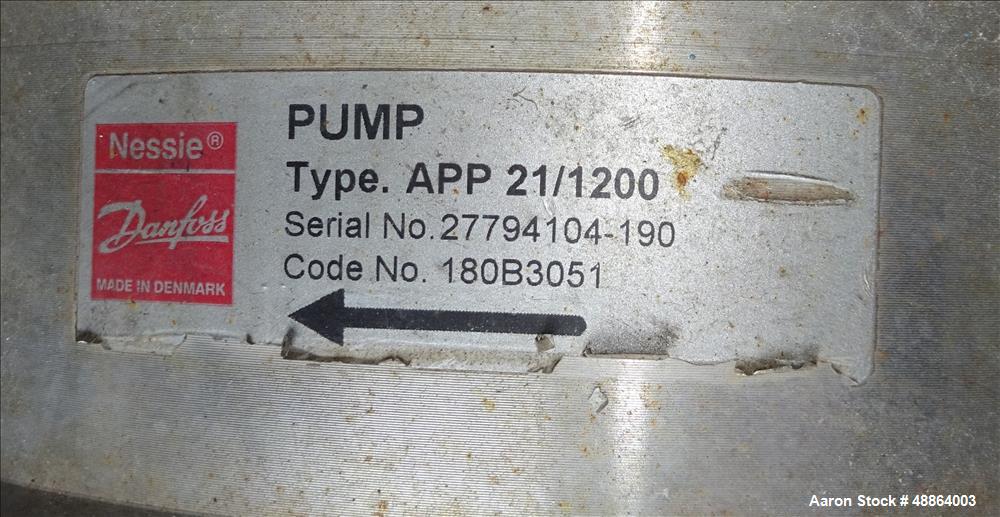 Nessie®
Danfoss
MADE IN DENMARK
PUMP
Type. APP 21/1200
Serial No. 27794104-190
Code No. 180B3051
Aaron Stock # 48864003